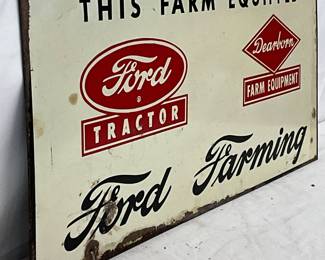 THIS FARM EQUIPPED
Ford
TRACTOR
Dearborn
FARM EQUIPMENT
Ford Farming